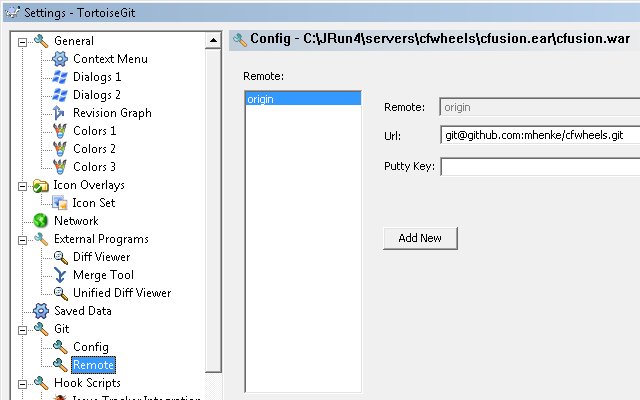 Settings - TortoiseGit
General
Context Menu
Dialogs 1
Dialogs 2
Revision Graph
Colors 1
Colors 2
Colors 3
Icon Overlays
Icon Set
Network
External Programs
Diff Viewer
Merge Tool
Unified Diff Viewer
Saved Data
Git
Config
Remote
Hook Scripts
Issue Tracker Integration
Config - C:\JRun4\servers\cfwheels\cfusion.ear\cfusion.war
Remote:
origin
Remote: origin
Url: git@github.com:mhenke/cfwheels.git
Putty Key:
Add New